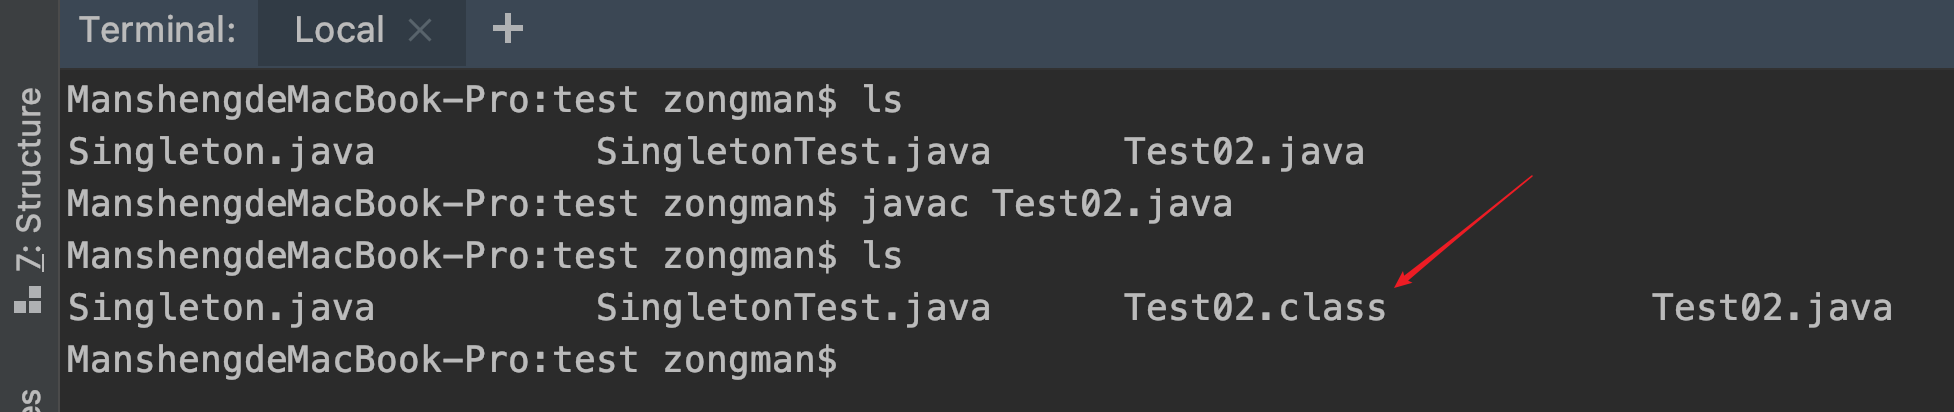 Terminal: Local × +
ManshengdeMacBook-Pro:test zongman$ ls
Singleton.java SingletonTest.java Test02.java
ManshengdeMacBook-Pro:test zongman$ javac Test02.java
ManshengdeMacBook-Pro:test zongman$ ls
Singleton.java SingletonTest.java Test02.class Test02.java
ManshengdeMacBook-Pro:test zongman$
7: Structure